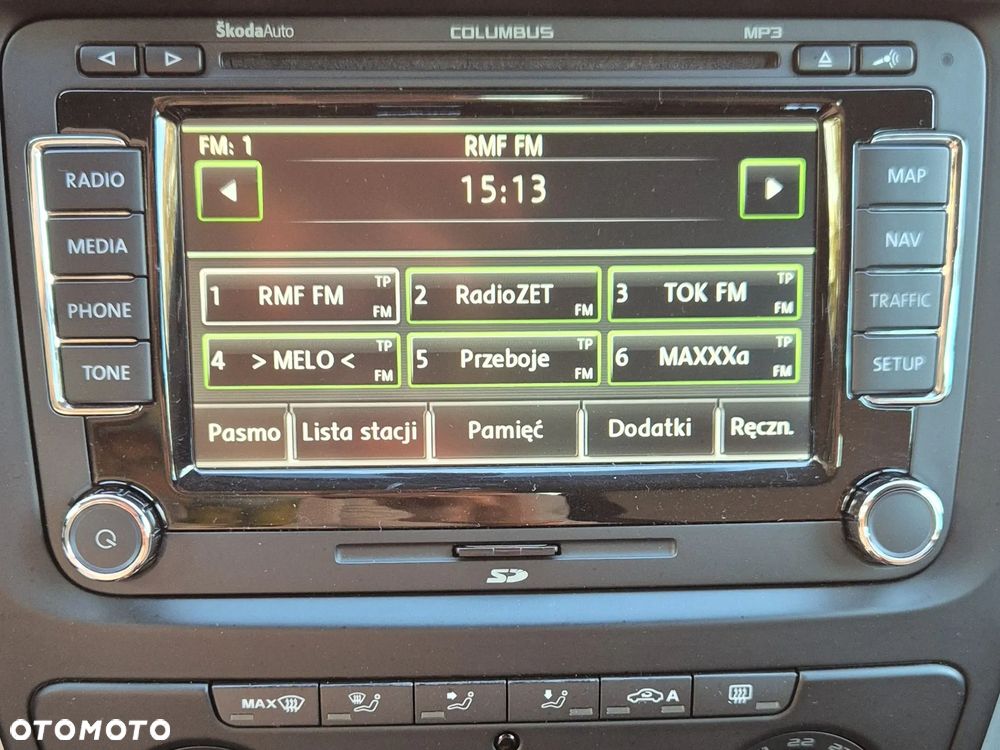 ŠkodaAuto COLUMBUS MP3
FM: 1 RMF FM
15:13
RADIO
MEDIA
PHONE
TONE
MAP
NAV
TRAFFIC
SETUP
1 RMF FM TP FM
2 RadioZET FM
3 TOK FM TP FM
4 > MELO < TP FM
5 Przeboje TP FM
6 MAXXXa TP FM
Pasmo Lista stacji Pamięć Dodatki Ręczn.
SD
MAX A
22
OTOMOTO